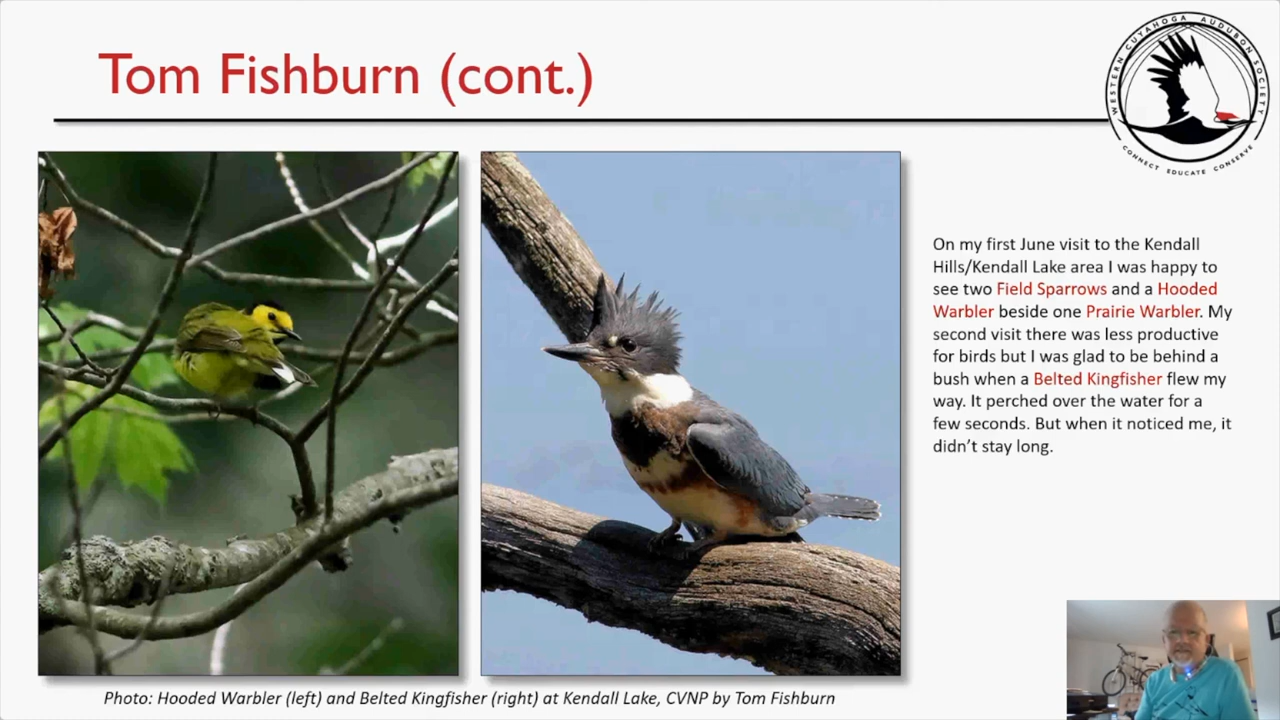 Tom Fishburn (cont.)
WESTERN CUYAHOGA AUDUBON SOCIETY
CONNECT EDUCATE CONSERVE
On my first June visit to the Kendall
Hills/Kendall Lake area I was happy to
see two Field Sparrows and a Hooded
Warbler beside one Prairie Warbler. My
second visit there was less productive
for birds but I was glad to be behind a
bush when a Belted Kingfisher flew my
way. It perched over the water for a
few seconds. But when it noticed me, it
didn’t stay long.
Photo: Hooded Warbler (left) and Belted Kingfisher (right) at Kendall Lake, CVNP by Tom Fishburn